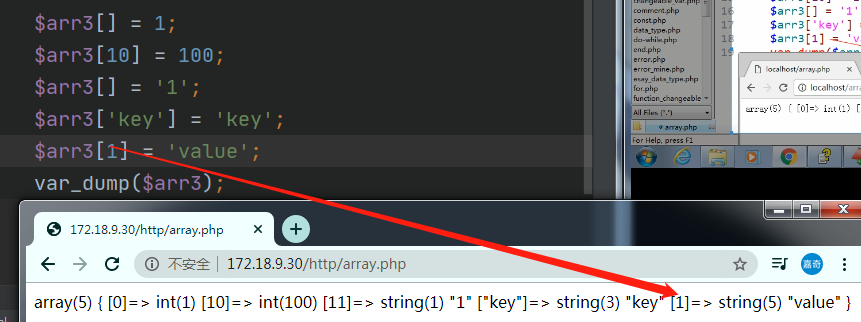 $arr3[] = 1;
$arr3[10] = 100;
$arr3[] = '1';
$arr3['key'] = 'key';
$arr3[1] = 'value';
var_dump($arr3);
changeable_var.php
comment.php
const.php
data_type.php
do-while.php
end.php
error.php
error_mine.php
esay_data_type.php
for.php
function_changeable
All Files (*.*)
array.php
For Help, press F1
16
17
18
19
$arr3[] = '1'
$arr3['key'] =
$arr3[1] = 'va
var_dump($ar
localhost/array.php
localhost/arra
array(5) { [0]=> int(1) [
172.18.9.30/http/array.php
不安全
172.18.9.30/http/array.php
嘉奇
array(5) { [0]=> int(1) [10]=> int(100) [11]=> string(1) "1" ["key"]=> string(3) "key" [1]=> string(5) "value" }